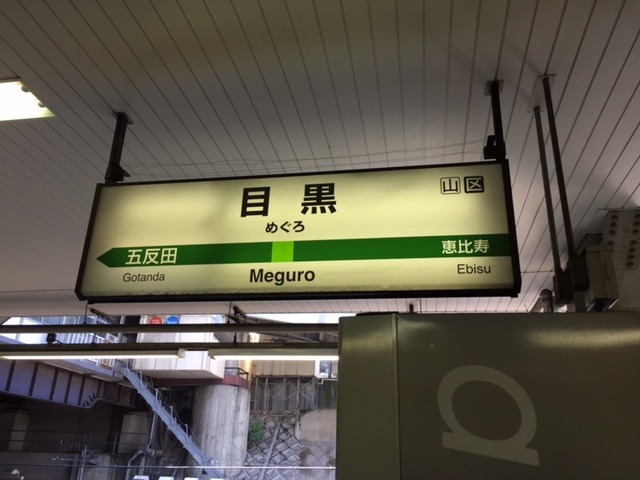 目黒 山区
めぐろ
五反田 恵比寿
Gotanda Meguro Ebisu
a